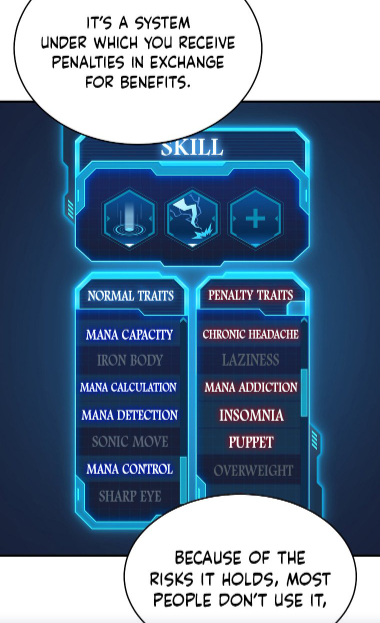 IT'S A SYSTEM
UNDER WHICH YOU RECEIVE
PENALTIES IN EXCHANGE
FOR BENEFITS.
SKILL
NORMAL TRAITS
MANA CAPACITY
IRON BODY
MANA CALCULATION
MANA DETECTION
SONIC MOVE
MANA CONTROL
SHARP EYE
PENALTY TRAITS
CHRONIC HEADACHE
LAZINESS
MANA ADDICTION
INSOMNIA
PUPPET
OVERWEIGHT
BECAUSE OF THE
RISKS IT HOLDS, MOST
PEOPLE DON'T USE IT,